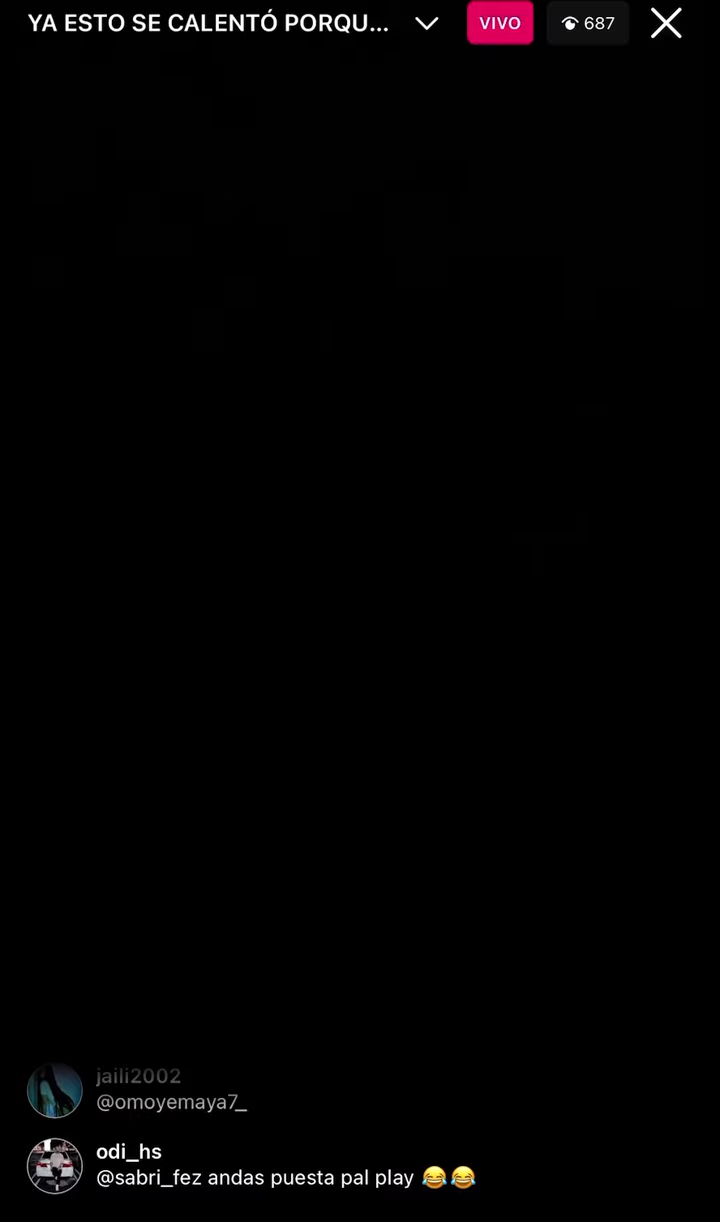 YA ESTO SE CALENTÓ PORQU...
VIVO
687
jaili2002
@omoyemaya7_
odi_hs
@sabri_fez andas puesta pal play 😂😂